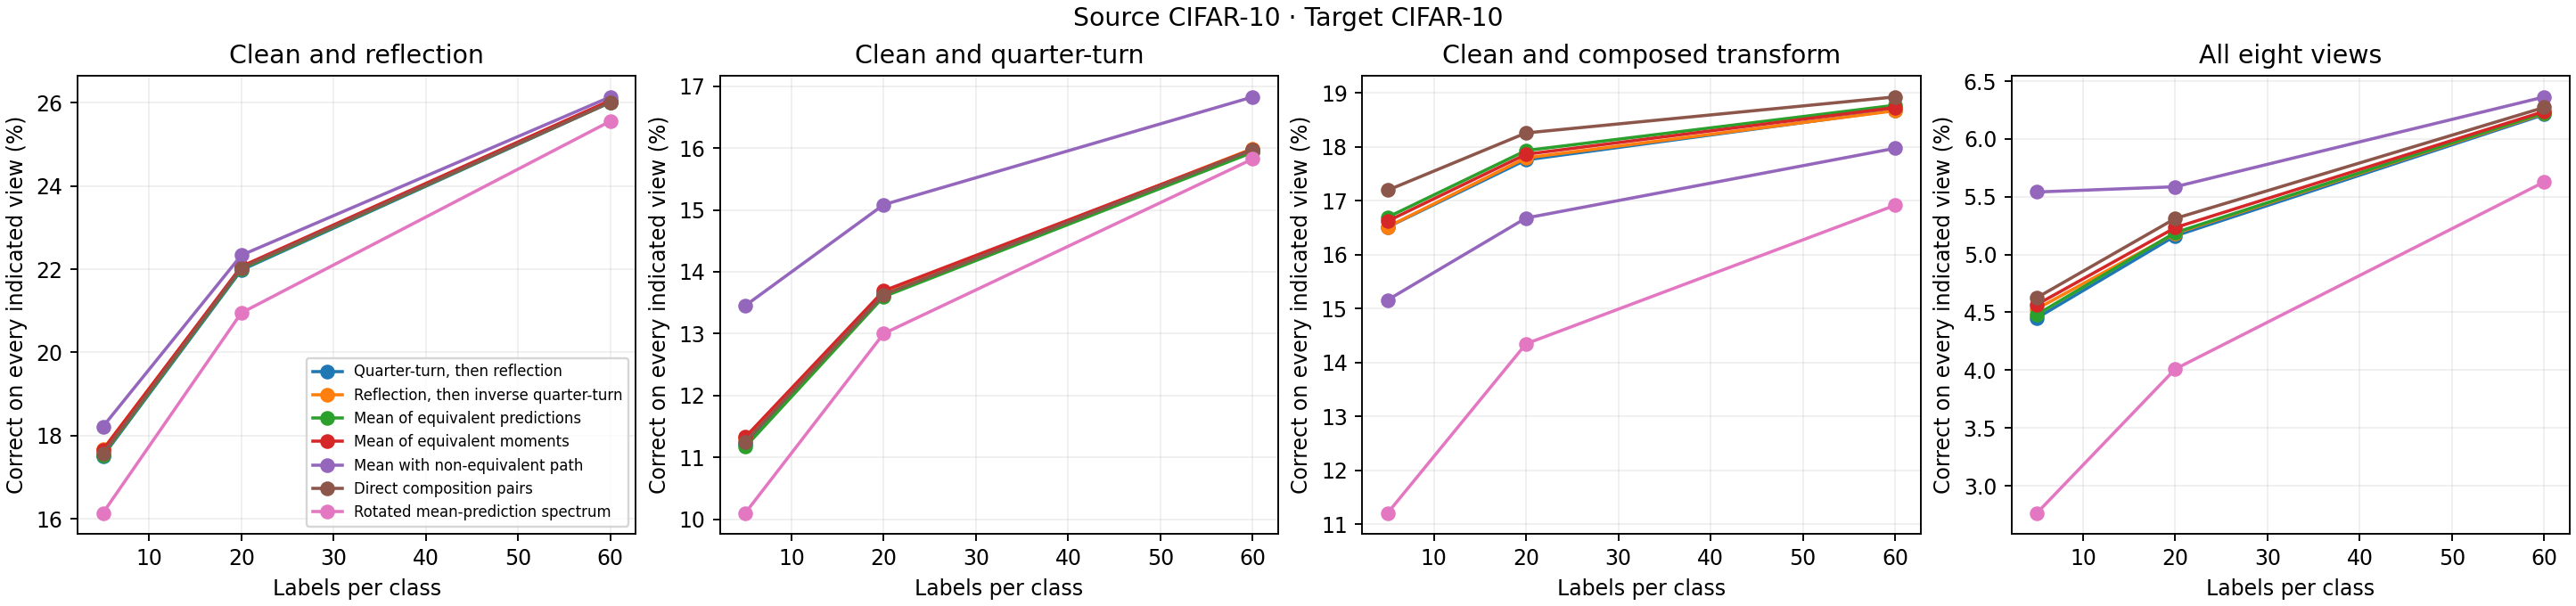 Source CIFAR-10 · Target CIFAR-10
Clean and reflection
Correct on every indicated view (%)
26
24
22
20
18
16
10
20
30
40
50
60
Labels per class
Quarter-turn, then reflection
Reflection, then inverse quarter-turn
Mean of equivalent predictions
Mean of equivalent moments
Mean with non-equivalent path
Direct composition pairs
Rotated mean-prediction spectrum
Clean and quarter-turn
Correct on every indicated view (%)
17
16
15
14
13
12
11
10
10
20
30
40
50
60
Labels per class
Clean and composed transform
Correct on every indicated view (%)
19
18
17
16
15
14
13
12
11
10
20
30
40
50
60
Labels per class
All eight views
Correct on every indicated view (%)
6.5
6.0
5.5
5.0
4.5
4.0
3.5
3.0
10
20
30
40
50
60
Labels per class